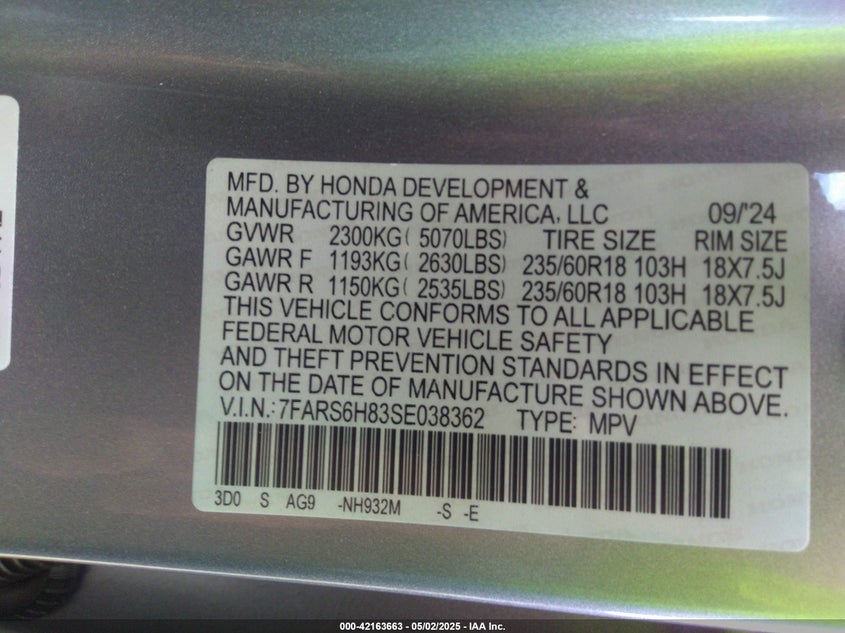 MFD. BY HONDA DEVELOPMENT &
MANUFACTURING OF AMERICA, LLC 09/'24
GVWR 2300KG( 5070LBS) TIRE SIZE RIM SIZE
GAWR F 1193KG( 2630LBS) 235/60R18 103H 18X7.5J
GAWR R 1150KG( 2535LBS) 235/60R18 103H 18X7.5J
THIS VEHICLE CONFORMS TO ALL APPLICABLE
FEDERAL MOTOR VEHICLE SAFETY
AND THEFT PREVENTION STANDARDS IN EFFECT
ON THE DATE OF MANUFACTURE SHOWN ABOVE.
V.I.N.: 7FARS6H83SE038362 TYPE: MPV
3D0 S AG9 -NH932M -S -E
000-42163663 - 05/02/2025 - IAA Inc.